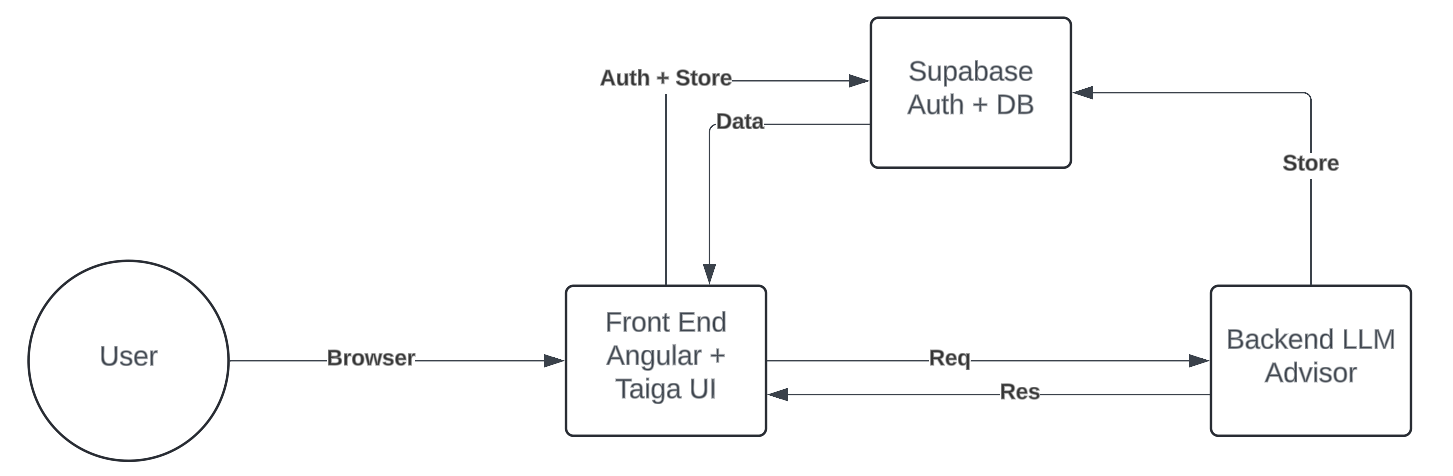 Supabase
Auth + DB
Auth + Store
Data
Store
User
Browser
Front End
Angular +
Taiga UI
Req
Res
Backend LLM
Advisor